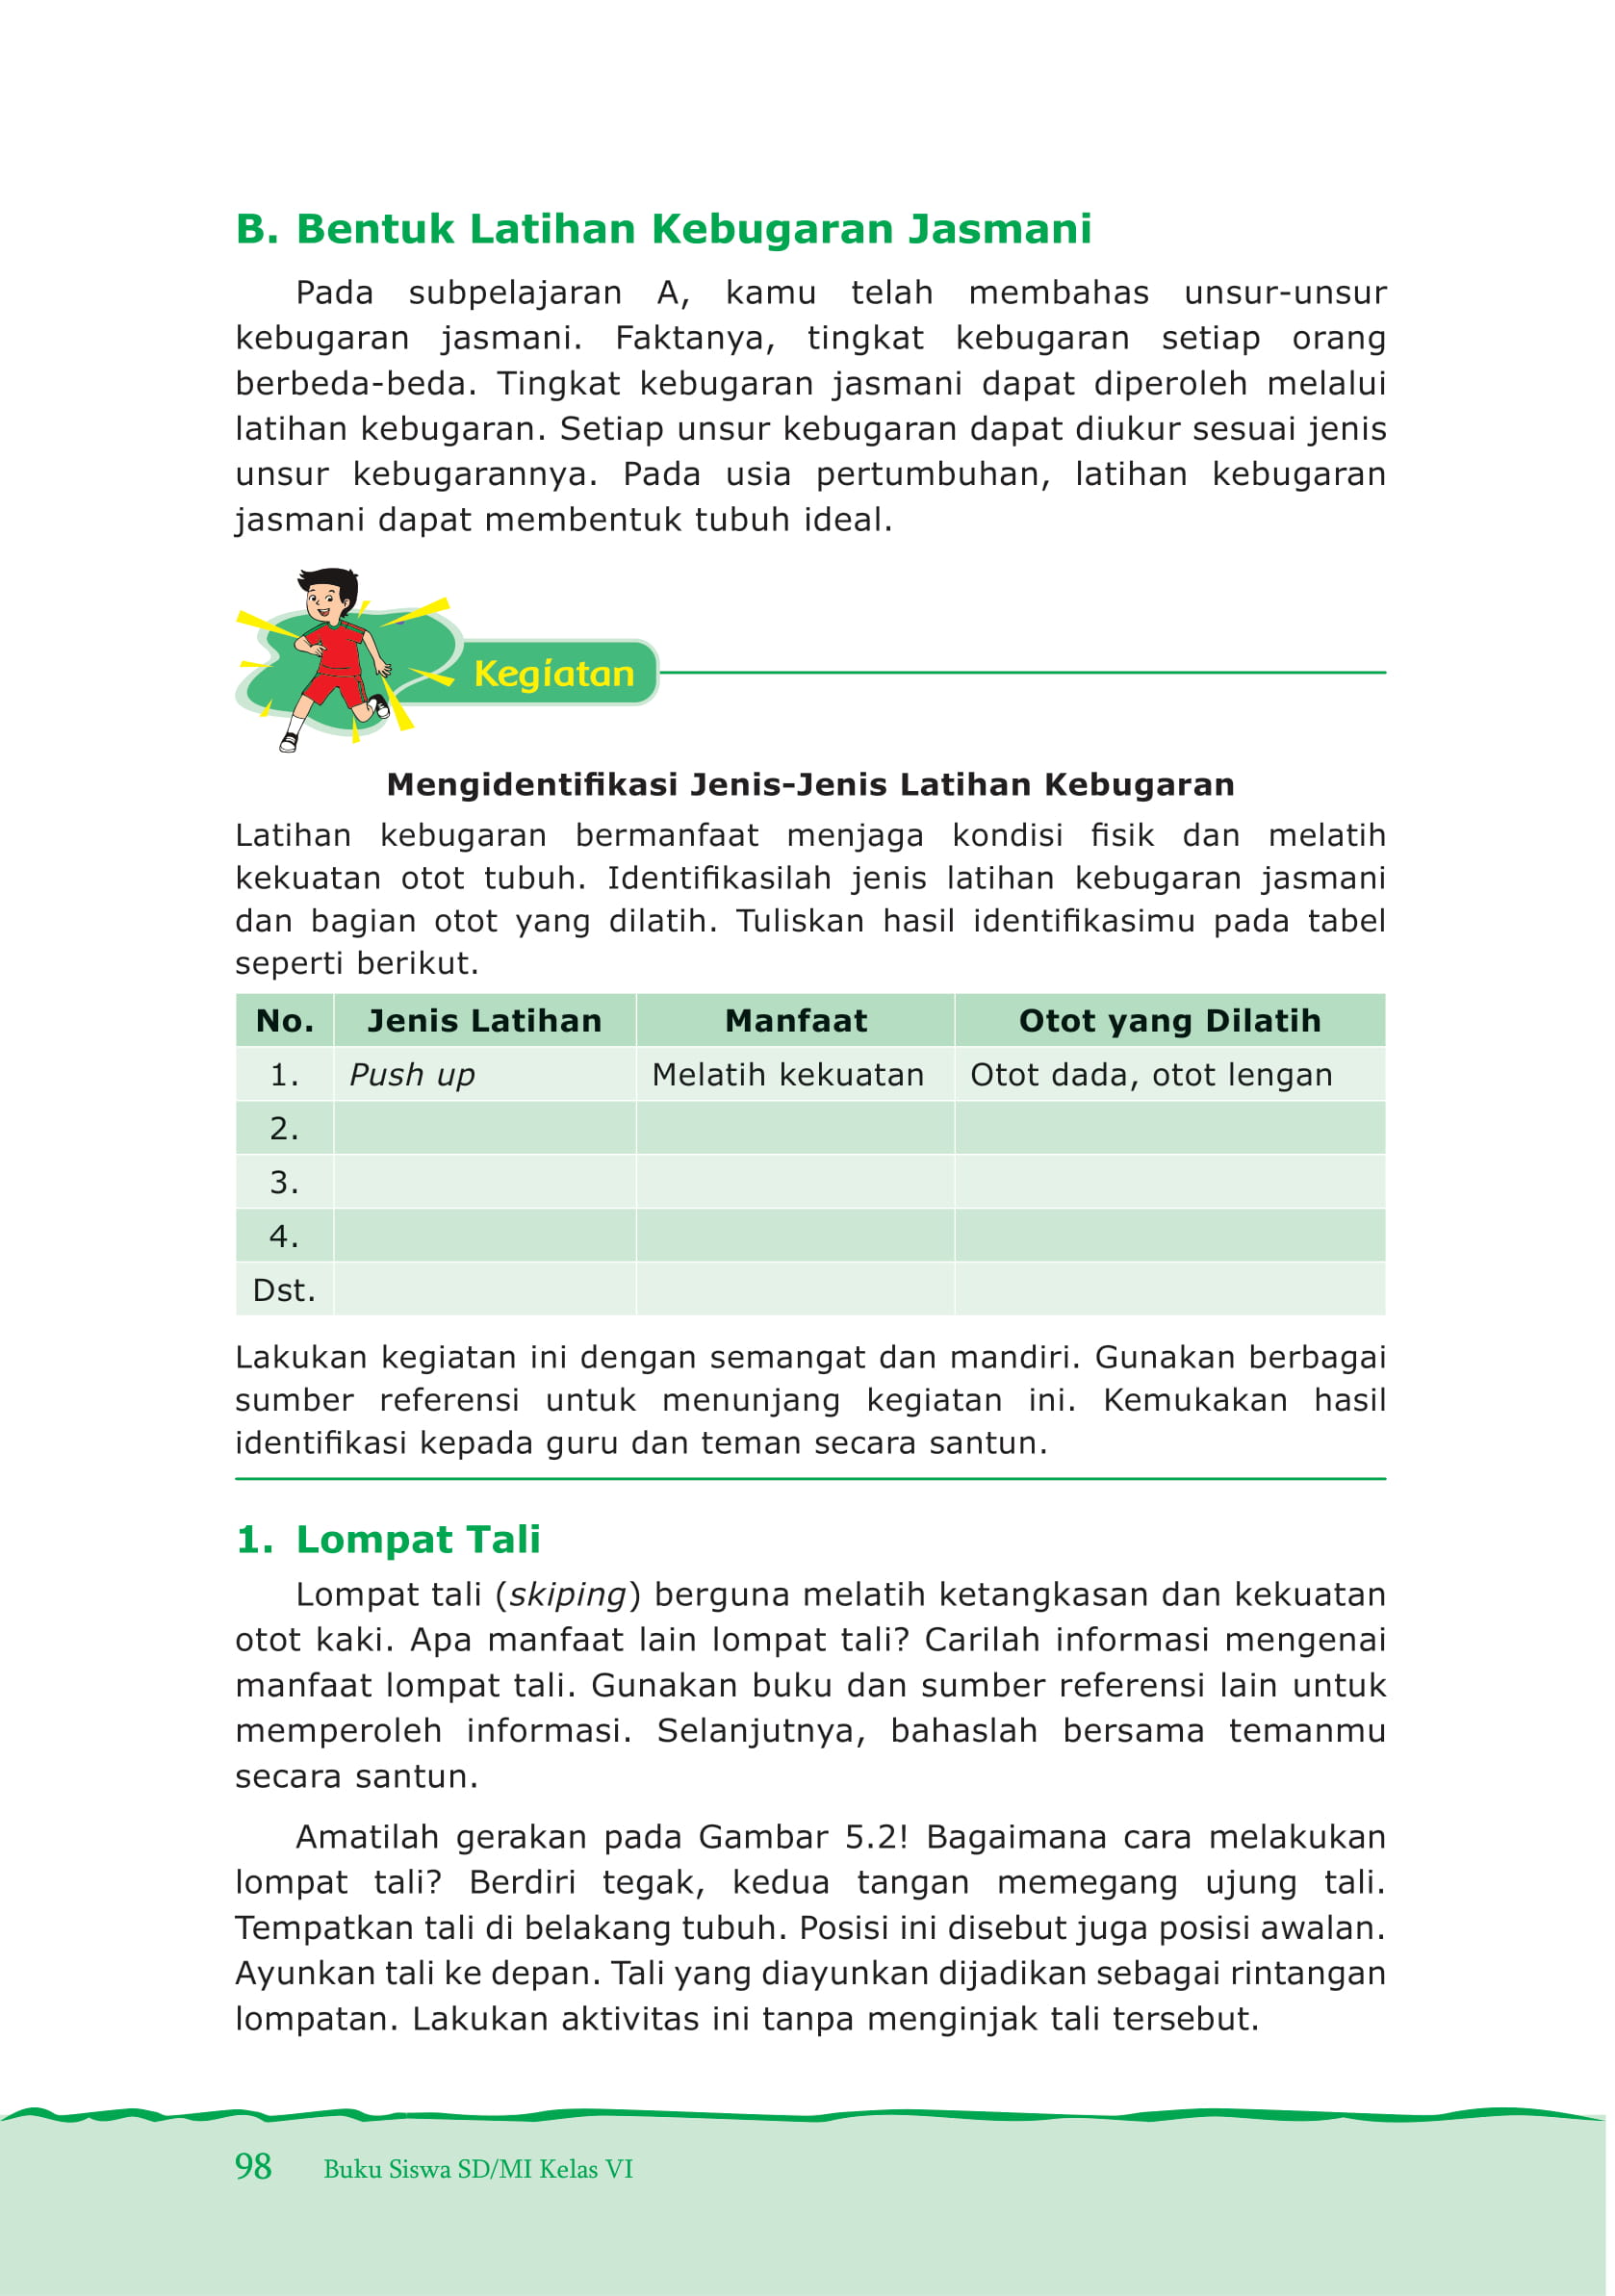 B. Bentuk Latihan Kebugaran Jasmani
Pada subpelajaran A, kamu telah membahas unsur-unsur
kebugaran jasmani. Faktanya, tingkat kebugaran setiap orang
berbeda-beda. Tingkat kebugaran jasmani dapat diperoleh melalui
latihan kebugaran. Setiap unsur kebugaran dapat diukur sesuai jenis
unsur kebugarannya. Pada usia pertumbuhan, latihan kebugaran
jasmani dapat membentuk tubuh ideal.
Kegiatan
Mengidentifikasi Jenis-Jenis Latihan Kebugaran
Latihan kebugaran bermanfaat menjaga kondisi fisik dan melatih
kekuatan otot tubuh. Identifikasilah jenis latihan kebugaran jasmani
dan bagian otot yang dilatih. Tuliskan hasil identifikasimu pada tabel
seperti berikut.
No. Jenis Latihan Manfaat Otot yang Dilatih
1. Push up Melatih kekuatan Otot dada, otot lengan
2.
3.
4.
Dst.
Lakukan kegiatan ini dengan semangat dan mandiri. Gunakan berbagai
sumber referensi untuk menunjang kegiatan ini. Kemukakan hasil
identifikasi kepada guru dan teman secara santun.
1. Lompat Tali
Lompat tali (skiping) berguna melatih ketangkasan dan kekuatan
otot kaki. Apa manfaat lain lompat tali? Carilah informasi mengenai
manfaat lompat tali. Gunakan buku dan sumber referensi lain untuk
memperoleh informasi. Selanjutnya, bahaslah bersama temanmu
secara santun.
Amatilah gerakan pada Gambar 5.2! Bagaimana cara melakukan
lompat tali? Berdiri tegak, kedua tangan memegang ujung tali.
Tempatkan tali di belakang tubuh. Posisi ini disebut juga posisi awalan.
Ayunkan tali ke depan. Tali yang diayunkan dijadikan sebagai rintangan
lompatan. Lakukan aktivitas ini tanpa menginjak tali tersebut.
98 Buku Siswa SD/MI Kelas VI